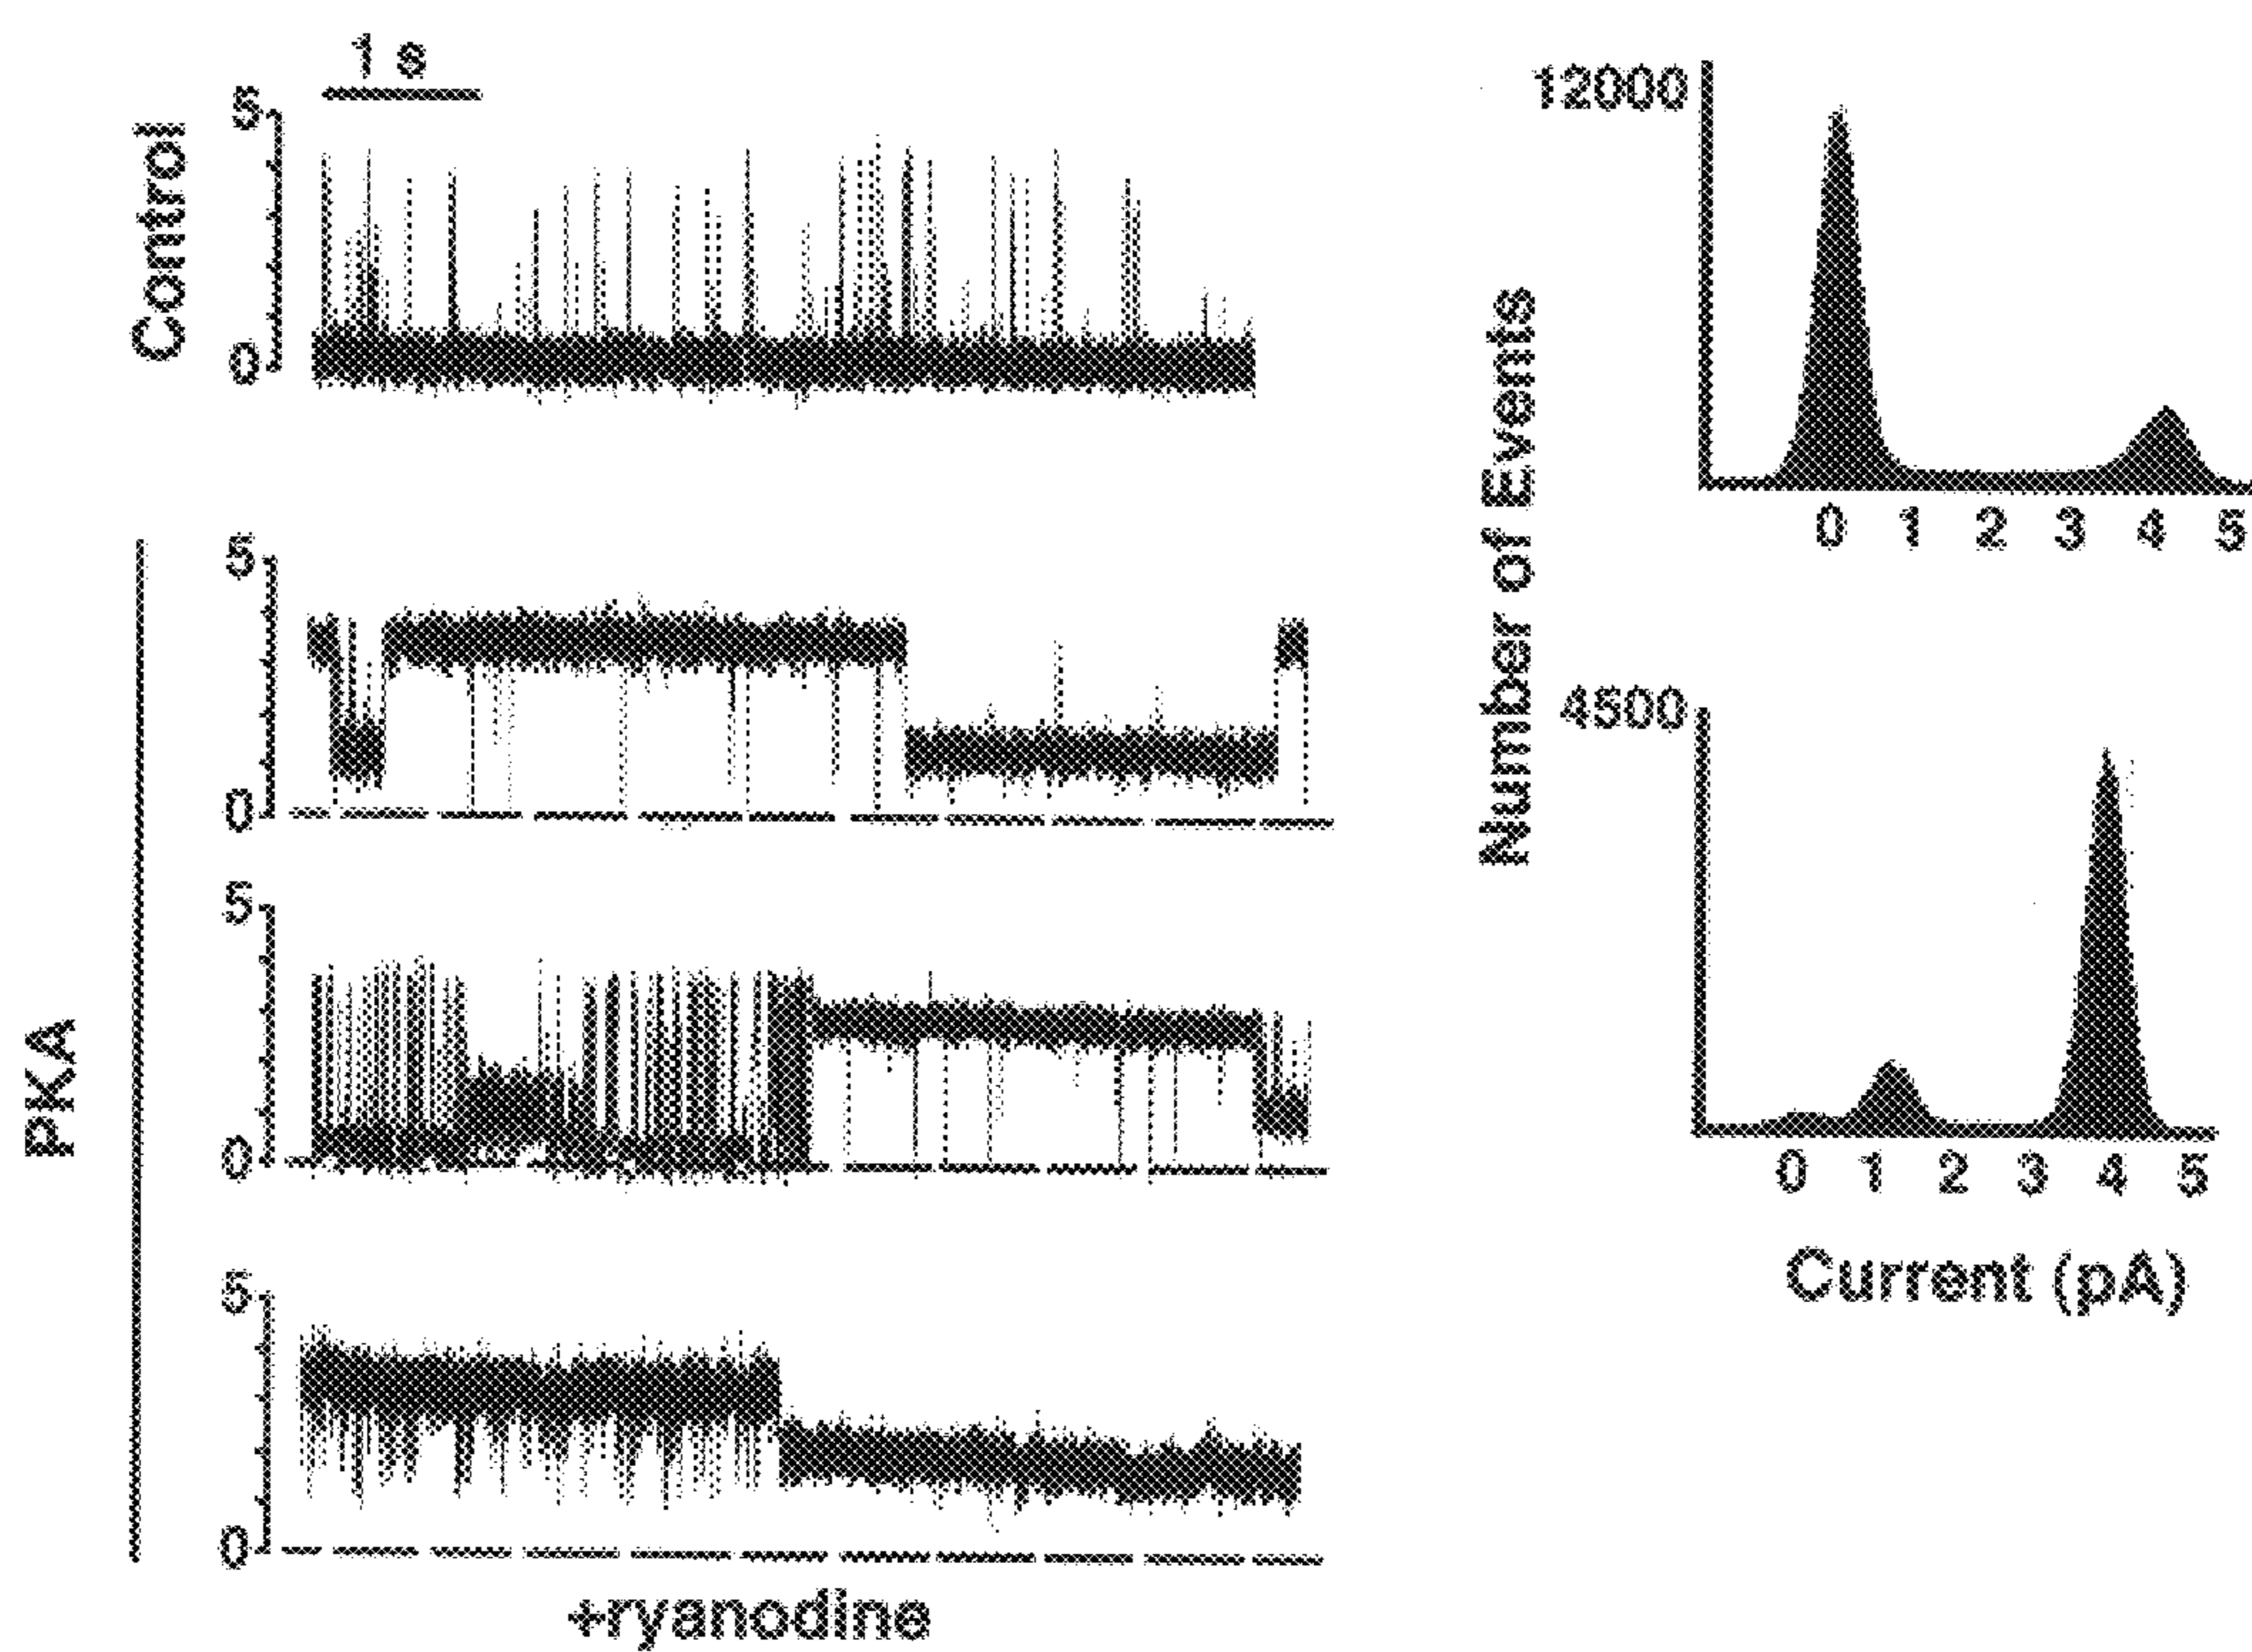 1 s
Control
5
0
PKA
5
0
5
0
5
0
+ryanodine
Number of Events
12000
0 1 2 3 4 5
4500
0 1 2 3 4 5
Current (pA)